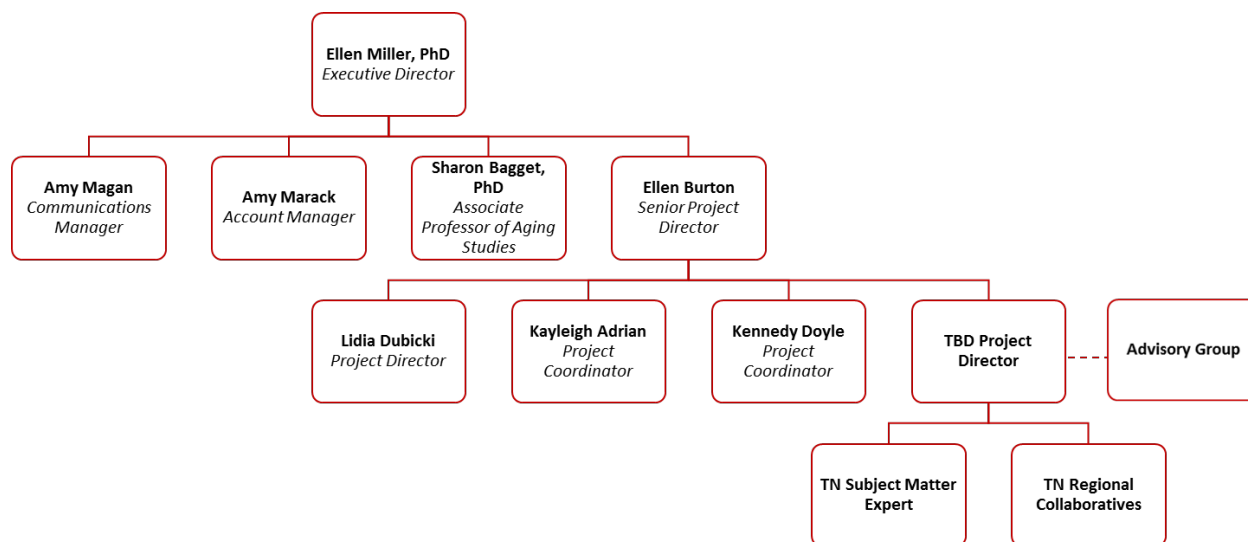 Ellen Miller, PhD
Executive Director
Amy Magan
Communications
Manager
Amy Marack
Account Manager
Sharon Bagget,
PhD
Associate
Professor of Aging
Studies
Ellen Burton
Senior Project
Director
Lidia Dubicki
Project Director
Kayleigh Adrian
Project
Coordinator
Kennedy Doyle
Project
Coordinator
TBD Project
Director
Advisory Group
TN Subject Matter
Expert
TN Regional
Collaboratives